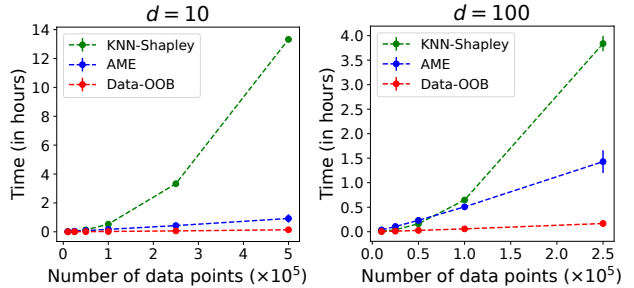 d = 10
14
12
10
8
6
4
2
0
Time (in hours)
KNN-Shapley
AME
Data-OOB
0 1 2 3 4 5
Number of data points (×10⁵)
d = 100
4.0
3.5
3.0
2.5
2.0
1.5
1.0
0.5
0.0
Time (in hours)
KNN-Shapley
AME
Data-OOB
0.0 0.5 1.0 1.5 2.0 2.5
Number of data points (×10⁵)